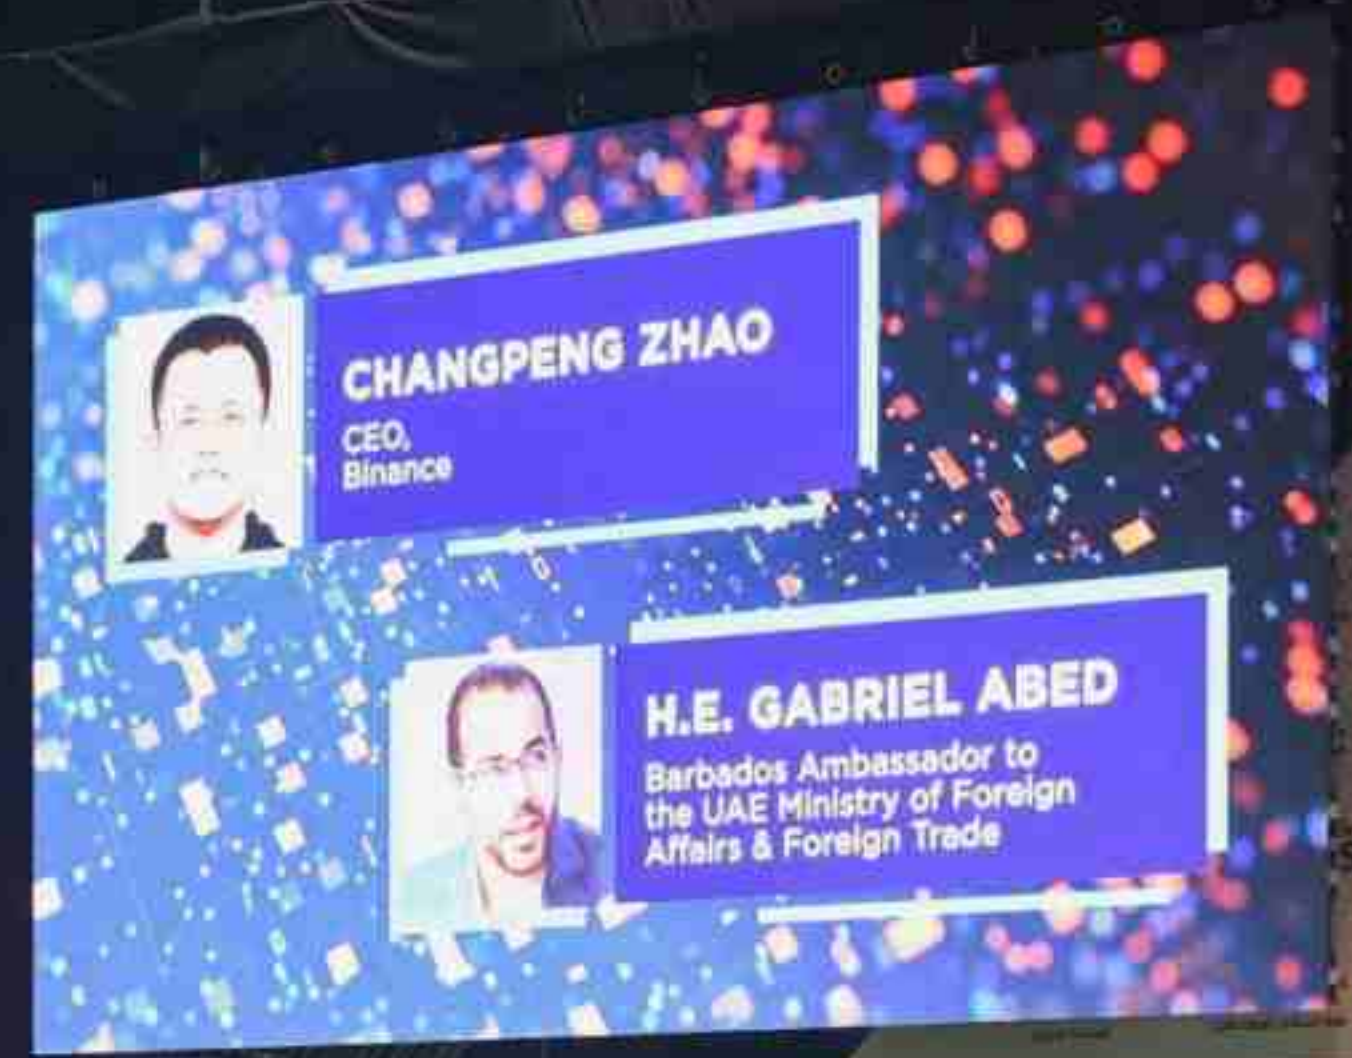 CHANGPENG ZHAO
CEO,
Binance
H.E. GABRIEL ABED
Barbados Ambassador to
the UAE Ministry of Foreign
Affairs & Foreign Trade